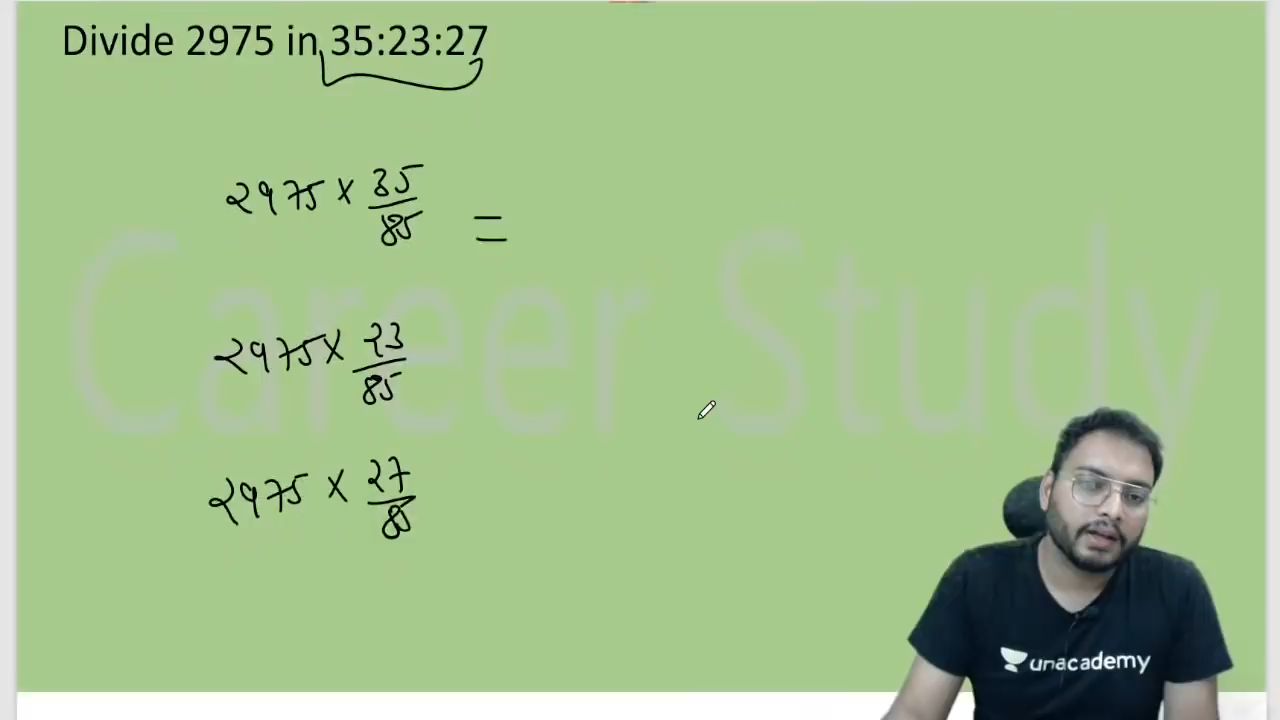 Divide 2975 in 35:23:27
2975 × 35/85 =
2975 × 23/85
2975 × 27/85
Career Study
unacademy